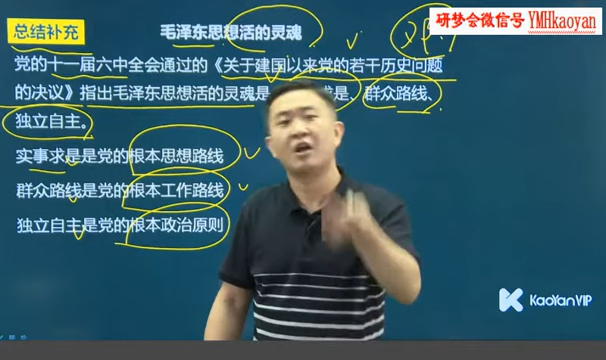 总结补充
毛泽东思想活的灵魂
研梦会微信号 YMHkaoyan
党的十一届六中全会通过的《关于建国以来党的若干历史问题
的决议》指出毛泽东思想活的灵魂是 是、群众路线、
独立自主。
实事求是是党的根本思想路线
群众路线是党的根本工作路线
独立自主是党的根本政治原则
KaoYanVIP